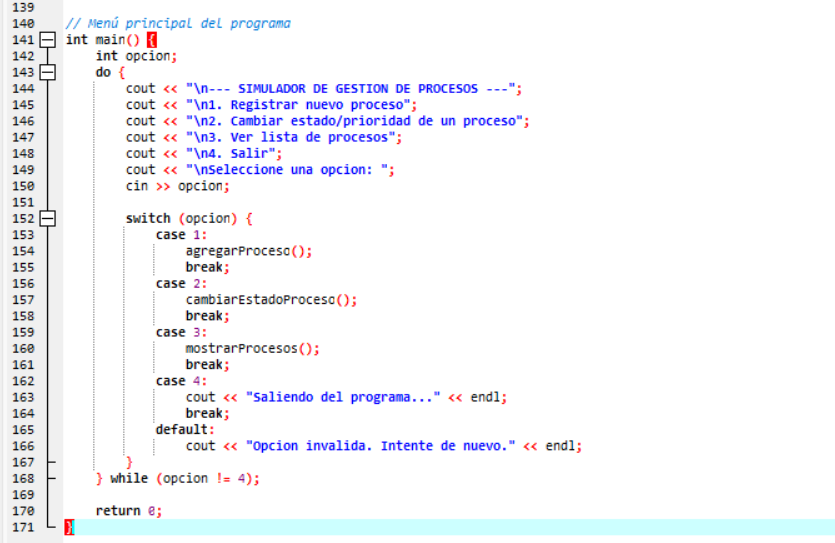 139
140 // Menú principal del programa
141 int main() {
142 int opcion;
143 do {
144 cout << "\n--- SIMULADOR DE GESTION DE PROCESOS ---";
145 cout << "\n1. Registrar nuevo proceso";
146 cout << "\n2. Cambiar estado/prioridad de un proceso";
147 cout << "\n3. Ver lista de procesos";
148 cout << "\n4. Salir";
149 cout << "\nSeleccione una opcion: ";
150 cin >> opcion;
151
152 switch (opcion) {
153 case 1:
154 agregarProceso();
155 break;
156 case 2:
157 cambiarEstadoProceso();
158 break;
159 case 3:
160 mostrarProcesos();
161 break;
162 case 4:
163 cout << "Saliendo del programa..." << endl;
164 break;
165 default:
166 cout << "Opcion invalida. Intente de nuevo." << endl;
167 }
168 } while (opcion != 4);
169
170 return 0;
171 }